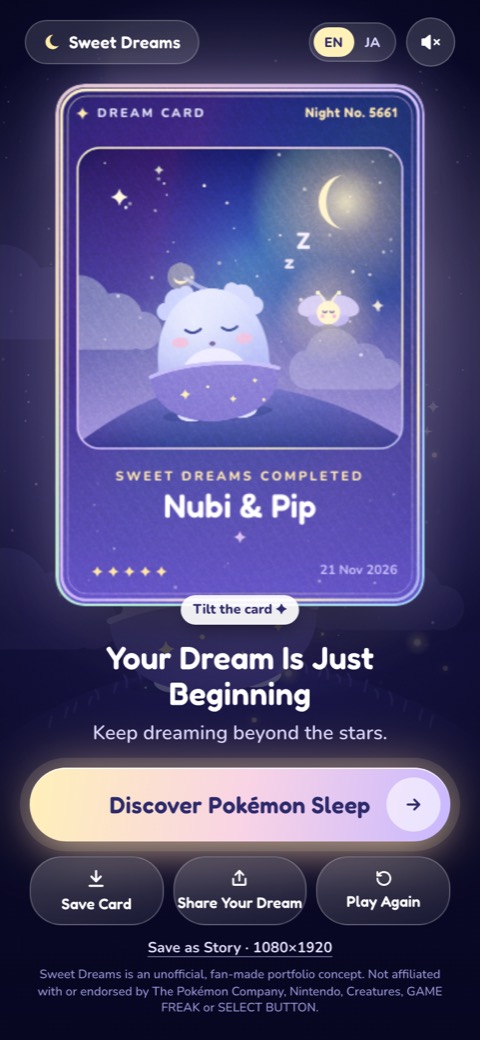 Sweet Dreams
EN JA
DREAM CARD
Night No. 5661
Z
z
SWEET DREAMS COMPLETED
Nubi & Pip
21 Nov 2026
Tilt the card
Your Dream Is Just
Beginning
Keep dreaming beyond the stars.
Discover Pokémon Sleep
Save Card
Share Your Dream
Play Again
Save as Story · 1080×1920
Sweet Dreams is an unofficial, fan-made portfolio concept. Not affiliated
with or endorsed by The Pokémon Company, Nintendo, Creatures, GAME
FREAK or SELECT BUTTON.